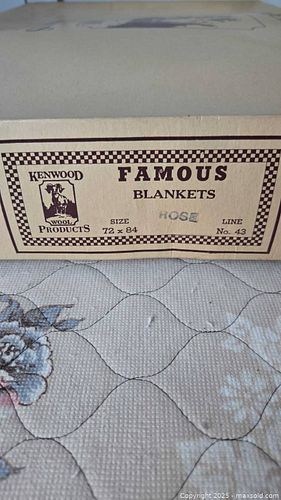 KENWOOD
WOOL
PRODUCTS
FAMOUS
BLANKETS
SIZE
72 x 84
ROSE
LINE
No. 43
Copyright © 2025 - maxsold.com